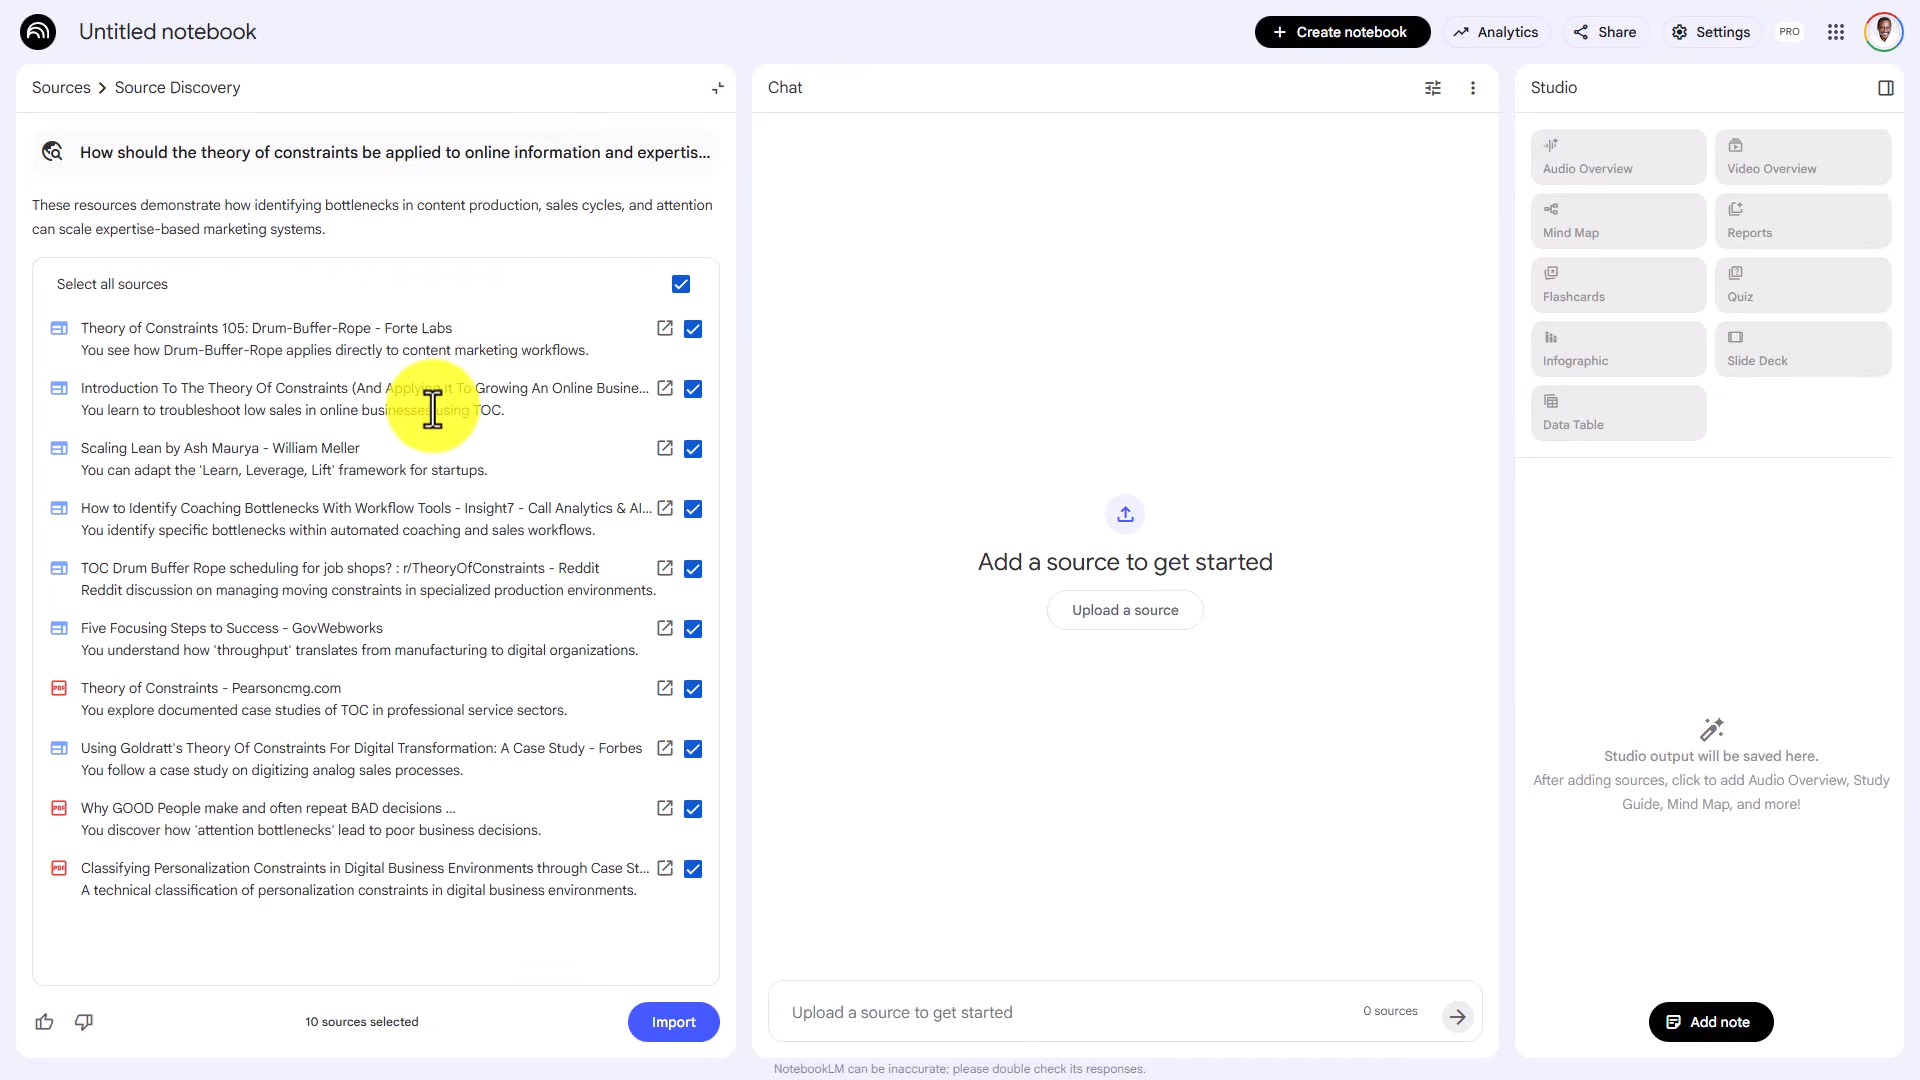 Untitled notebook
Create notebook
Analytics
Share
Settings
PRO
Sources > Source Discovery
How should the theory of constraints be applied to online information and expertis...
These resources demonstrate how identifying bottlenecks in content production, sales cycles, and attention
can scale expertise-based marketing systems.
Select all sources
Theory of Constraints 105: Drum-Buffer-Rope - Forte Labs
You see how Drum-Buffer-Rope applies directly to content marketing workflows.
Introduction To The Theory Of Constraints (And Applying It To Growing An Online Busine...
You learn to troubleshoot low sales in online businesses using TOC.
Scaling Lean by Ash Maurya - William Meller
You can adapt the 'Learn, Leverage, Lift' framework for startups.
How to Identify Coaching Bottlenecks With Workflow Tools - Insight7 - Call Analytics & AI...
You identify specific bottlenecks within automated coaching and sales workflows.
TOC Drum Buffer Rope scheduling for job shops? : r/TheoryOfConstraints - Reddit
Reddit discussion on managing moving constraints in specialized production environments.
Five Focusing Steps to Success - GovWebworks
You understand how 'throughput' translates from manufacturing to digital organizations.
PDF
Theory of Constraints - Pearsoncmg.com
You explore documented case studies of TOC in professional service sectors.
Using Goldratt's Theory Of Constraints For Digital Transformation: A Case Study - Forbes
You follow a case study on digitizing analog sales processes.
PDF
Why GOOD People make and often repeat BAD decisions ...
You discover how 'attention bottlenecks' lead to poor business decisions.
PDF
Classifying Personalization Constraints in Digital Business Environments through Case St...
A technical classification of personalization constraints in digital business environments.
10 sources selected
Import
Chat
Add a source to get started
Upload a source
Upload a source to get started
0 sources
NotebookLM can be inaccurate; please double check its responses.
Studio
Audio Overview
Video Overview
Mind Map
Reports
Flashcards
Quiz
Infographic
Slide Deck
Data Table
Studio output will be saved here.
After adding sources, click to add Audio Overview, Study
Guide, Mind Map, and more!
Add note